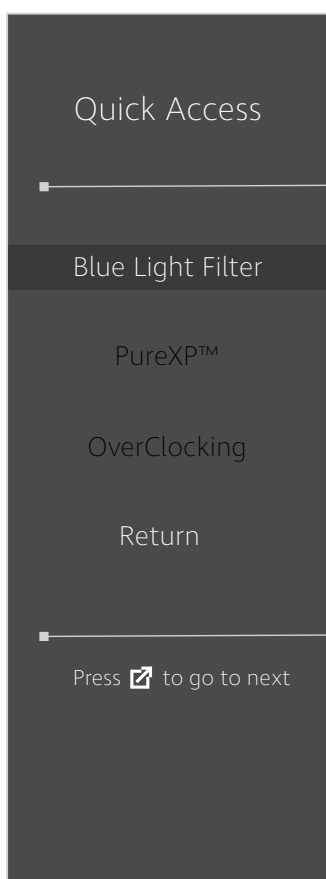 Quick Access
Blue Light Filter
PureXP™
OverClocking
Return
Press to go to next